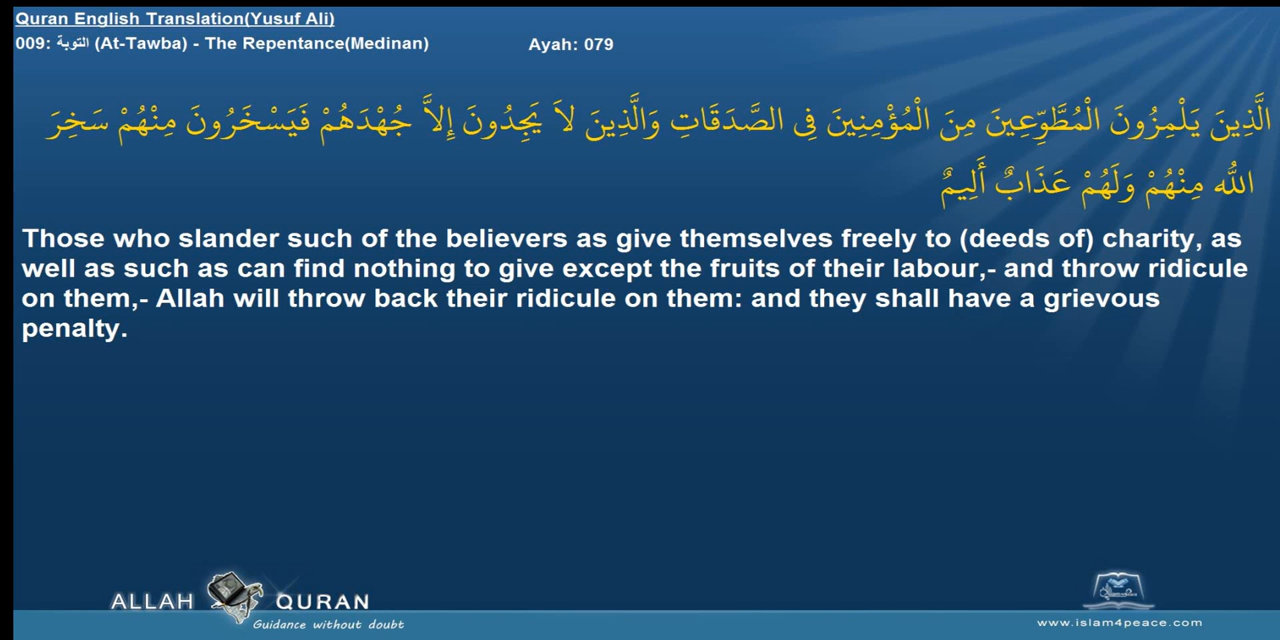 Quran English Translation(Yusuf Ali)
009: التوبة (At-Tawba) - The Repentance(Medinan) Ayah: 079
الَّذِينَ يَلْمِزُونَ الْمُطَّوِّعِينَ مِنَ الْمُؤْمِنِينَ فِى الصَّدَقَاتِ وَالَّذِينَ لاَ يَجِدُونَ إِلاَّ جُهْدَهُمْ فَيَسْخَرُونَ مِنْهُمْ سَخِرَ
اللّه مِنْهُمْ وَلَهُمْ عَذَابٌ أَلِيمٌ
Those who slander such of the believers as give themselves freely to (deeds of) charity, as
well as such as can find nothing to give except the fruits of their labour,- and throw ridicule
on them,- Allah will throw back their ridicule on them: and they shall have a grievous
penalty.
ALLAH QURAN
Guidance without doubt
www.islam4peace.com